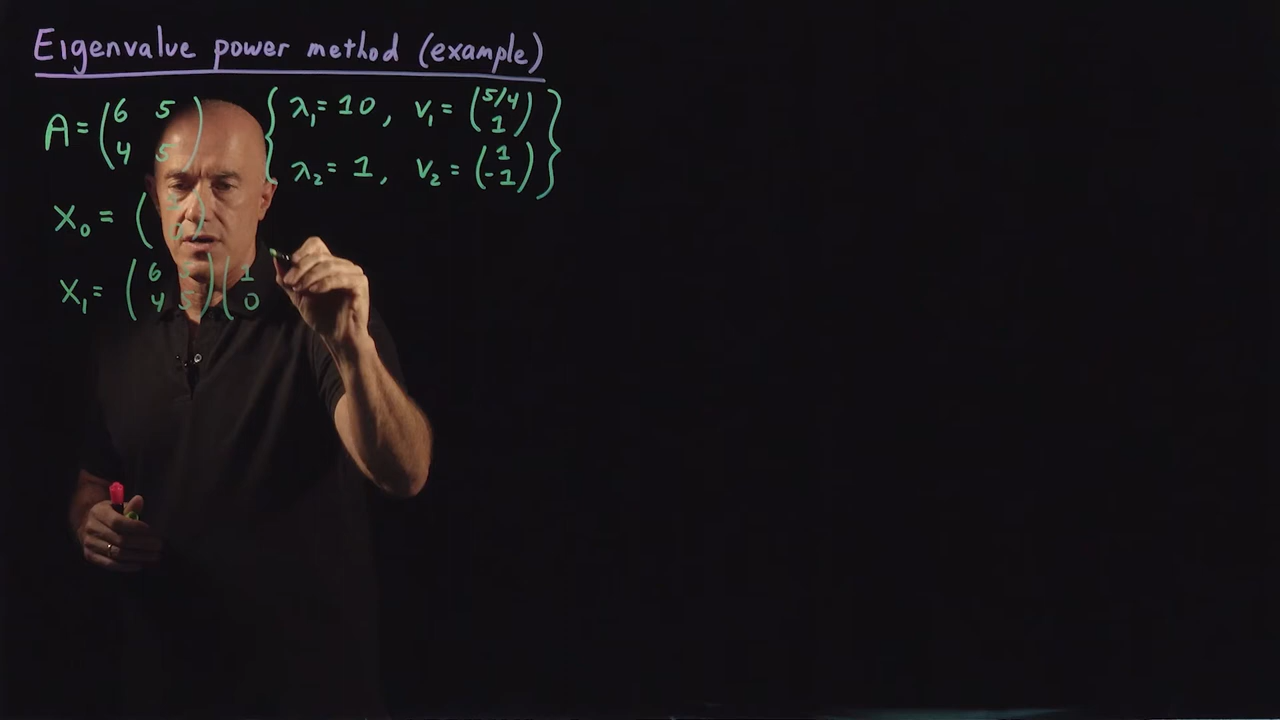 Eigenvalue power method (example)
A = (6 5; 4 5) { λ₁ = 10, v₁ = (5/4; 1)
λ₂ = 1, v₂ = (1; -1) }
X₀ = (
X₁ = (6 5; 4 5)(1; 0